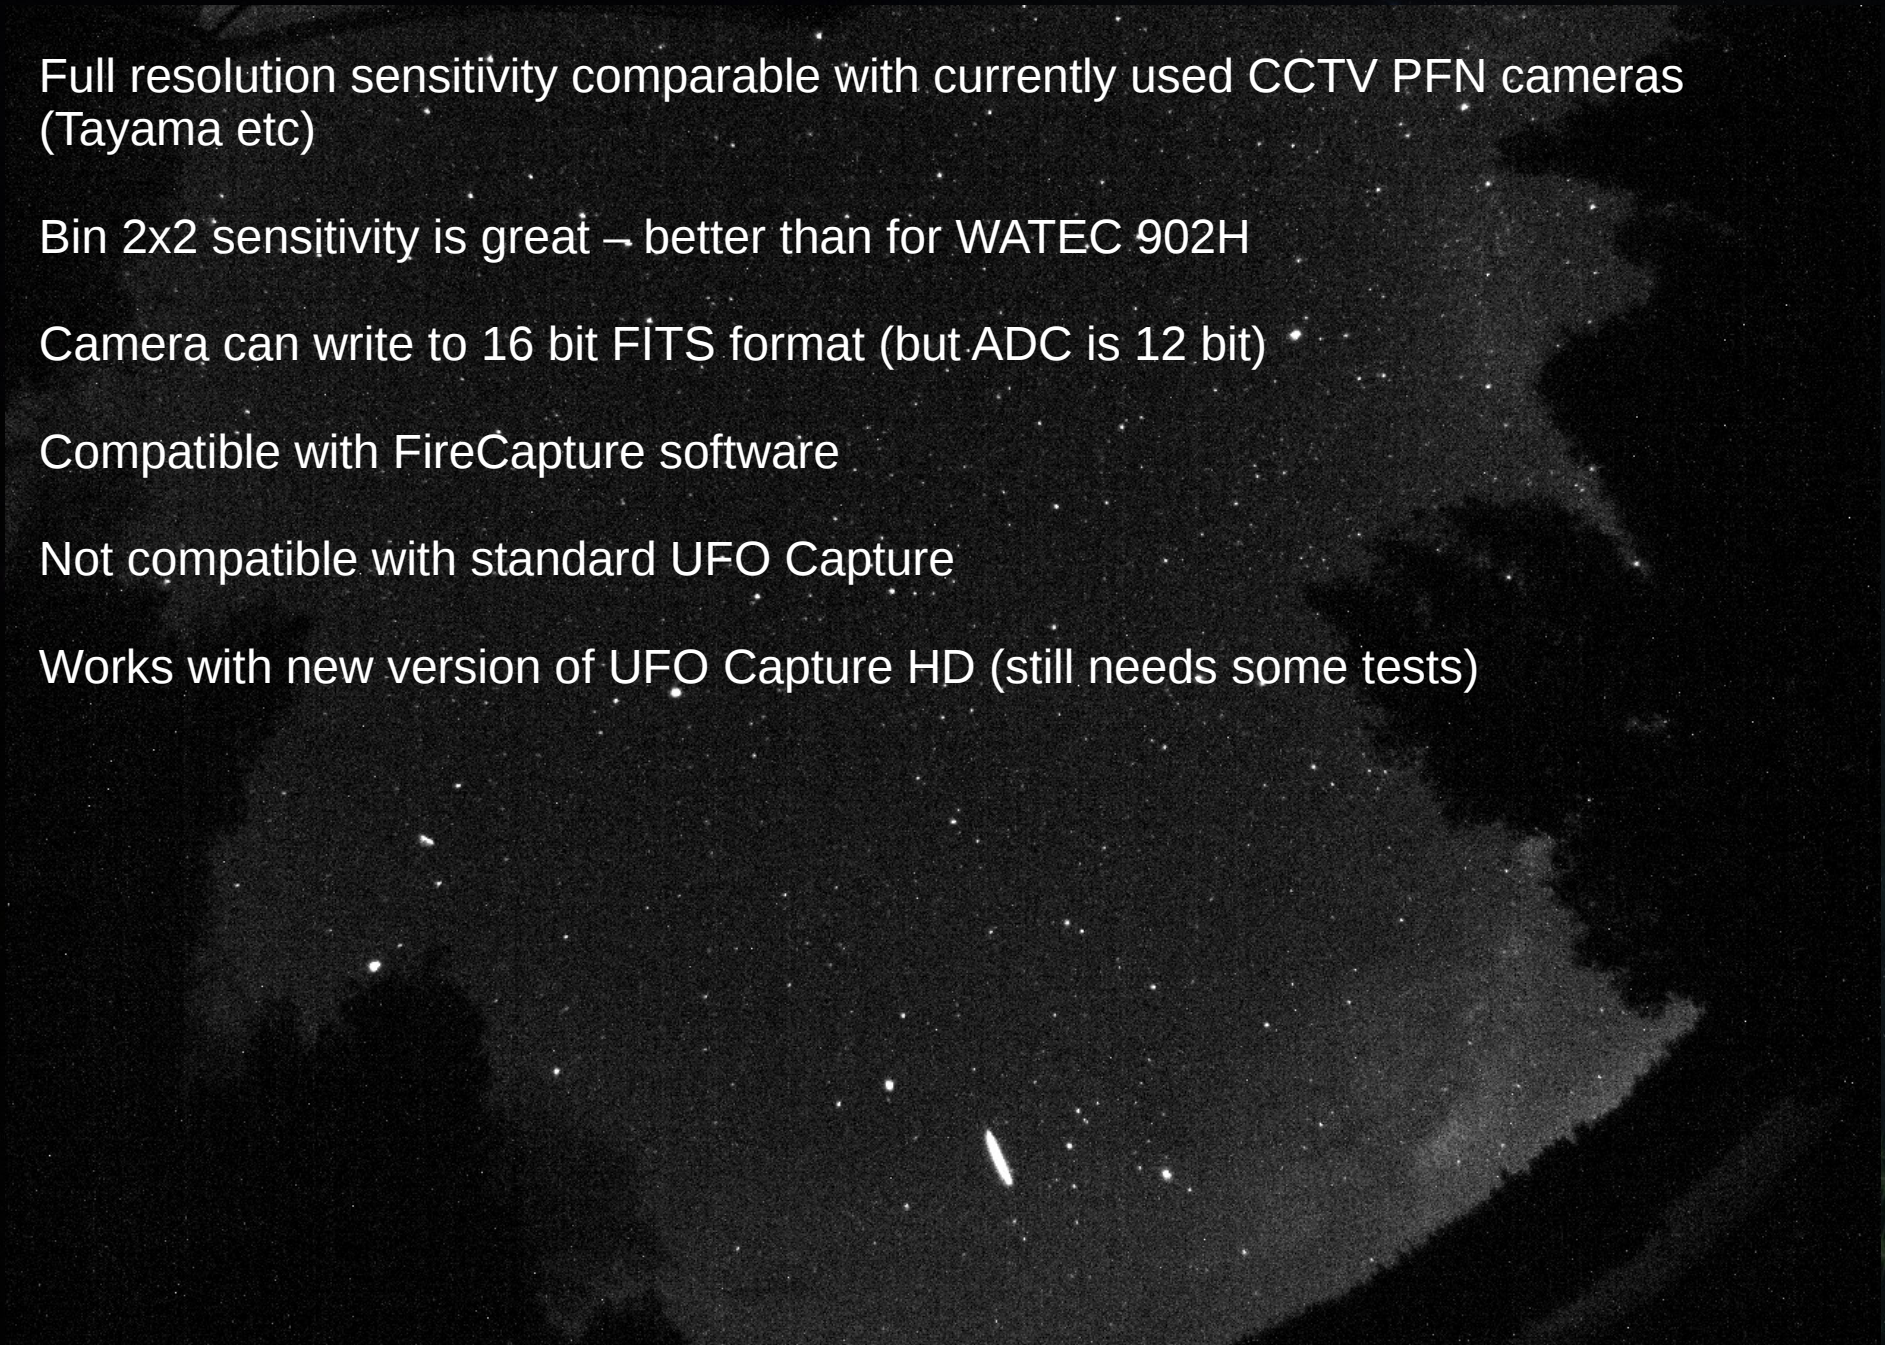 Full resolution sensitivity comparable with currently used CCTV PFN cameras
(Tayama etc)
Bin 2x2 sensitivity is great – better than for WATEC 902H
Camera can write to 16 bit FITS format (but ADC is 12 bit)
Compatible with FireCapture software
Not compatible with standard UFO Capture
Works with new version of UFO Capture HD (still needs some tests)